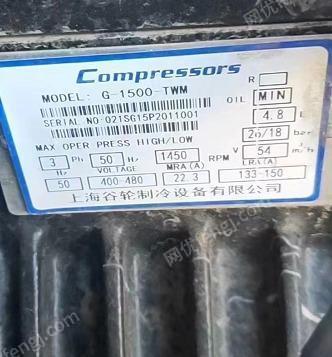 Compressors
MODEL: G-1500-TWM R
SERIAL NO:021SG15P2011001 OIL MIN
4.8 L
MAX OPER PRESS HIGH/LOW 20/18 bar
3 Ph 50 Hz 1450 RPM V 54 m³/h
Hz VOLTAGE MRA(A) LRA(A)
50 400-480 22.3 133-150
上海谷轮制冷设备有限公司